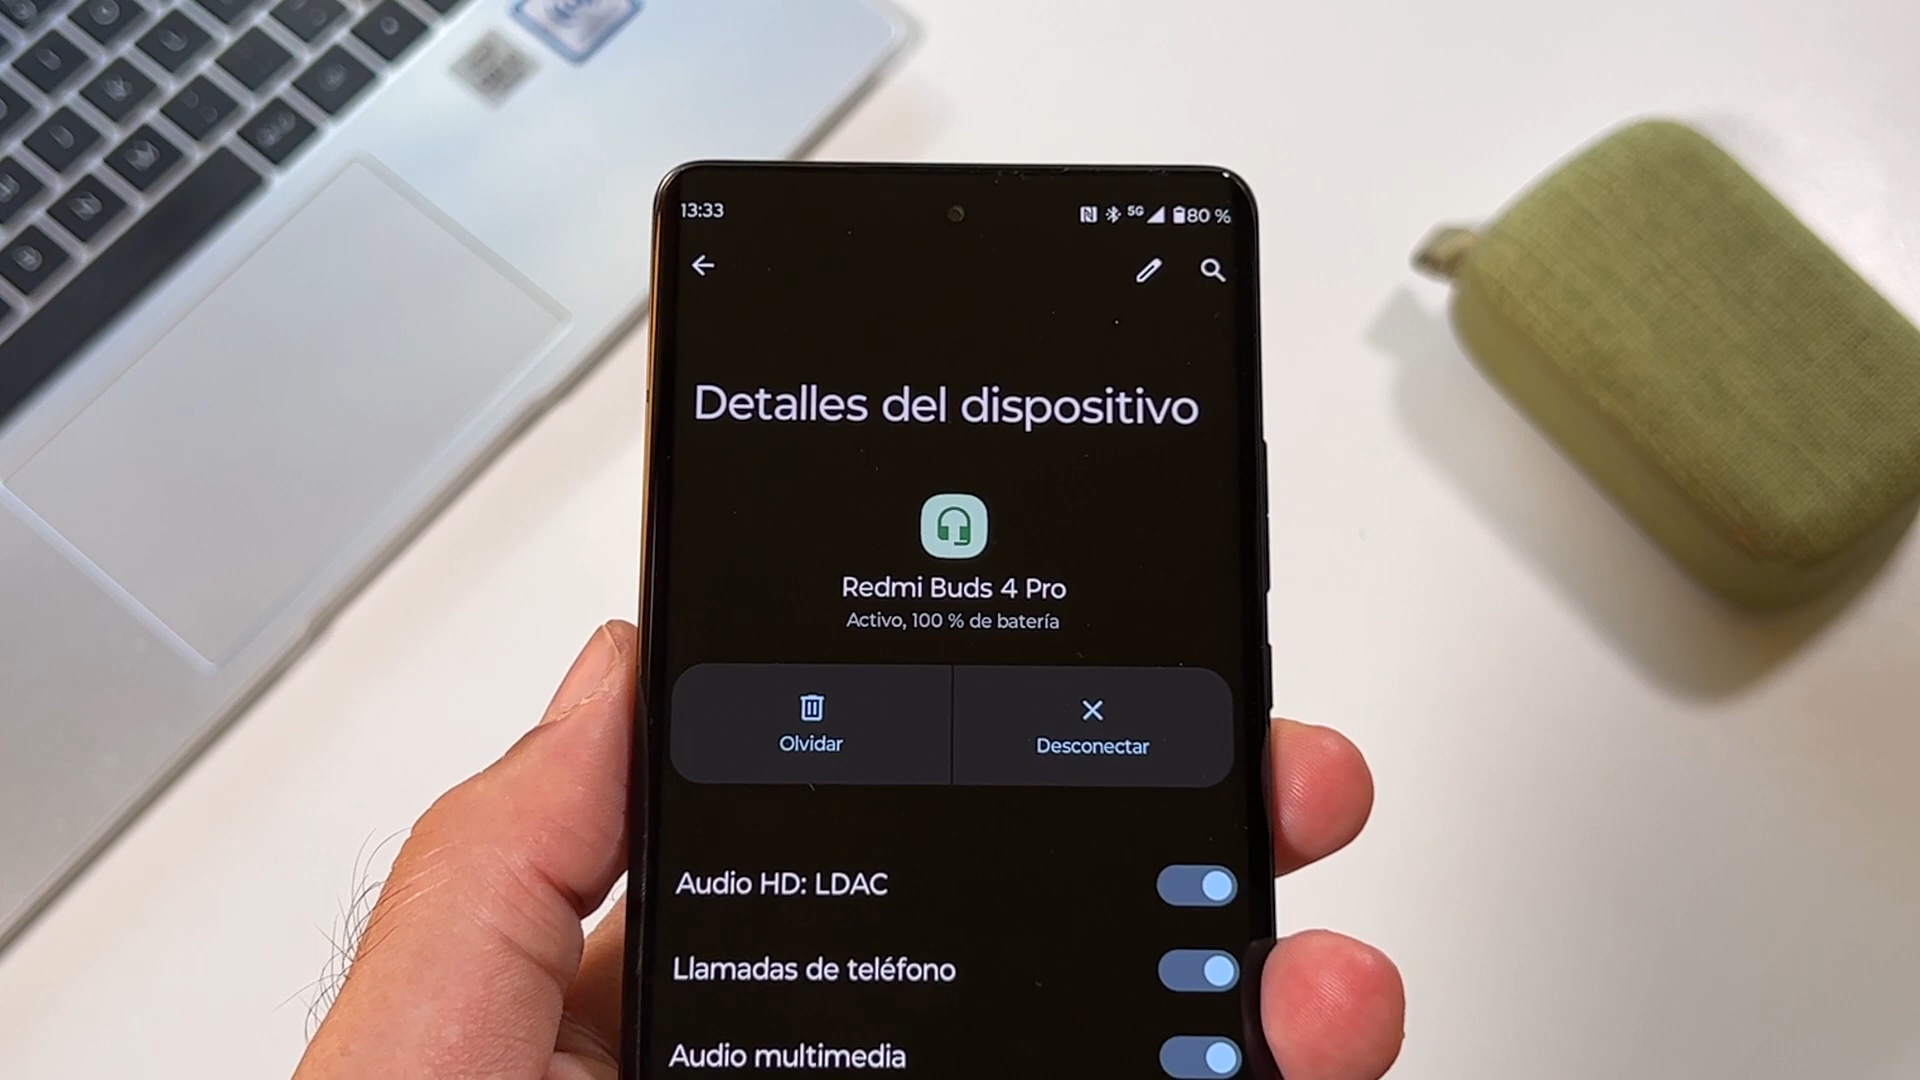 13:33 5G 80 %
Detalles del dispositivo
Redmi Buds 4 Pro
Activo, 100 % de batería
Olvidar
Desconectar
Audio HD: LDAC
Llamadas de teléfono
Audio multimedia